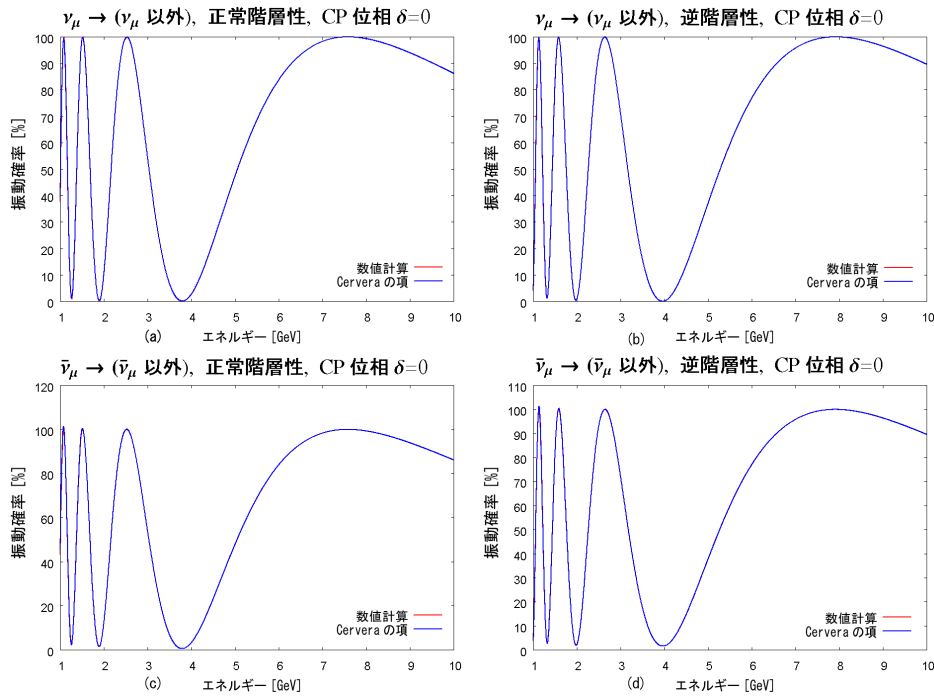 νμ → (νμ 以外), 正常階層性, CP 位相 δ=0
100
90
80
70
60
50
40
30
20
10
0
振動確率 [%]
数値計算
Cervera の項
1 2 3 4 5 6 7 8 9 10
(a) エネルギー [GeV]
νμ → (νμ 以外), 逆階層性, CP 位相 δ=0
100
90
80
70
60
50
40
30
20
10
0
振動確率 [%]
数値計算
Cervera の項
1 2 3 4 5 6 7 8 9 10
(b) エネルギー [GeV]
ν̄μ → (ν̄μ 以外), 正常階層性, CP 位相 δ=0
120
100
80
60
40
20
0
振動確率 [%]
数値計算
Cervera の項
1 2 3 4 5 6 7 8 9 10
(c) エネルギー [GeV]
ν̄μ → (ν̄μ 以外), 逆階層性, CP 位相 δ=0
110
100
90
80
70
60
50
40
30
20
10
0
振動確率 [%]
数値計算
Cervera の項
1 2 3 4 5 6 7 8 9 10
(d) エネルギー [GeV]